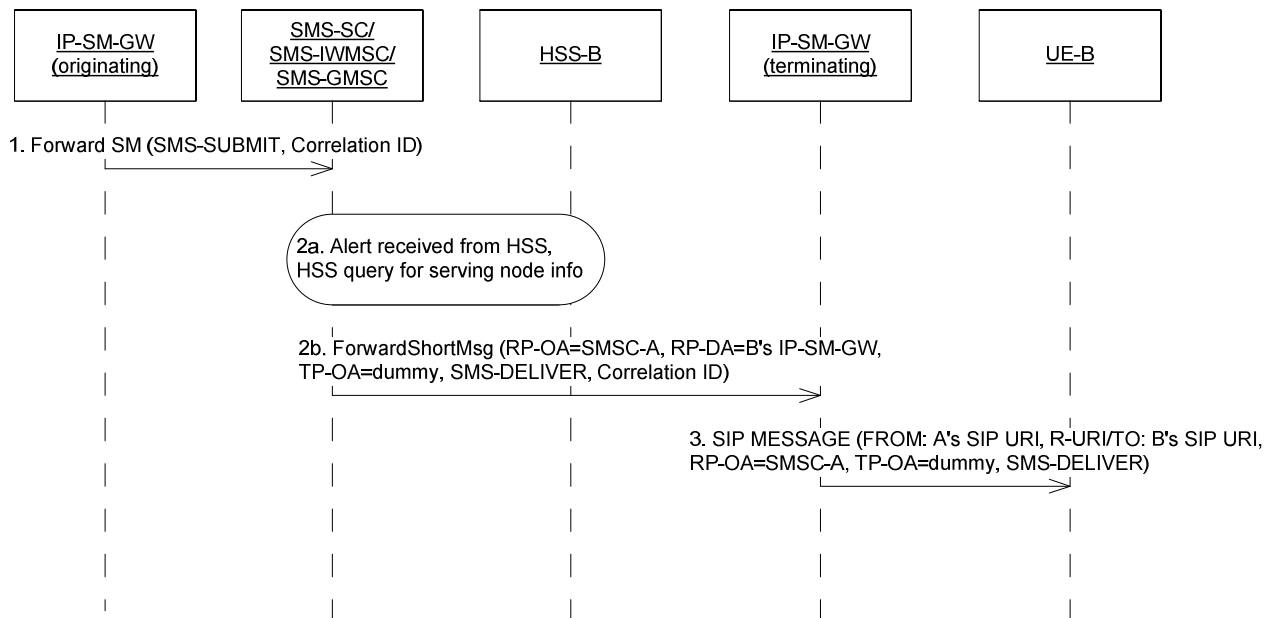 IP-SM-GW
(originating)
SMS-SC/
SMS-IWMSC/
SMS-GMSC
HSS-B
IP-SM-GW
(terminating)
UE-B
1. Forward SM (SMS-SUBMIT, Correlation ID)
2a. Alert received from HSS,
HSS query for serving node info
2b. ForwardShortMsg (RP-OA=SMSC-A, RP-DA=B's IP-SM-GW,
TP-OA=dummy, SMS-DELIVER, Correlation ID)
3. SIP MESSAGE (FROM: A's SIP URI, R-URI/TO: B's SIP URI,
RP-OA=SMSC-A, TP-OA=dummy, SMS-DELIVER)